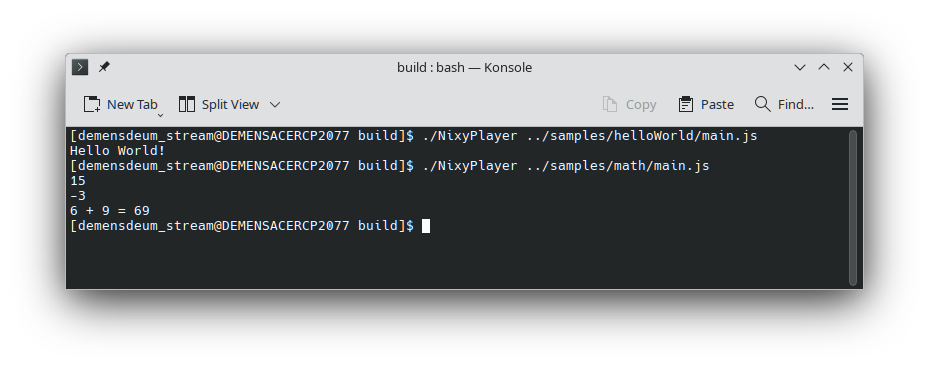 build : bash — Konsole
New Tab Split View Copy Paste Find...
[demensdeum_stream@DEMENSACERCP2077 build]$ ./NixyPlayer ../samples/helloWorld/main.js
Hello World!
[demensdeum_stream@DEMENSACERCP2077 build]$ ./NixyPlayer ../samples/math/main.js
15
-3
6 + 9 = 69
[demensdeum_stream@DEMENSACERCP2077 build]$